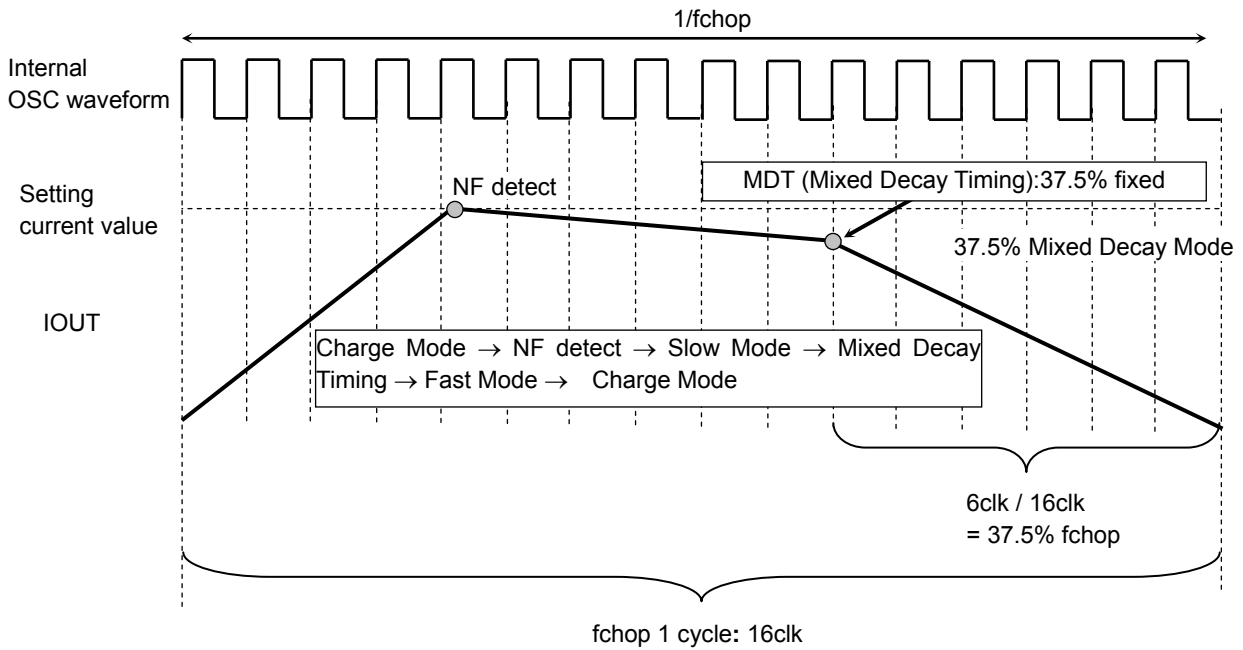 1/fchop
Internal
OSC waveform
Setting
current value
NF detect
MDT (Mixed Decay Timing):37.5% fixed
37.5% Mixed Decay Mode
IOUT
Charge Mode → NF detect → Slow Mode → Mixed Decay
Timing → Fast Mode → Charge Mode
6clk / 16clk
= 37.5% fchop
fchop 1 cycle: 16clk